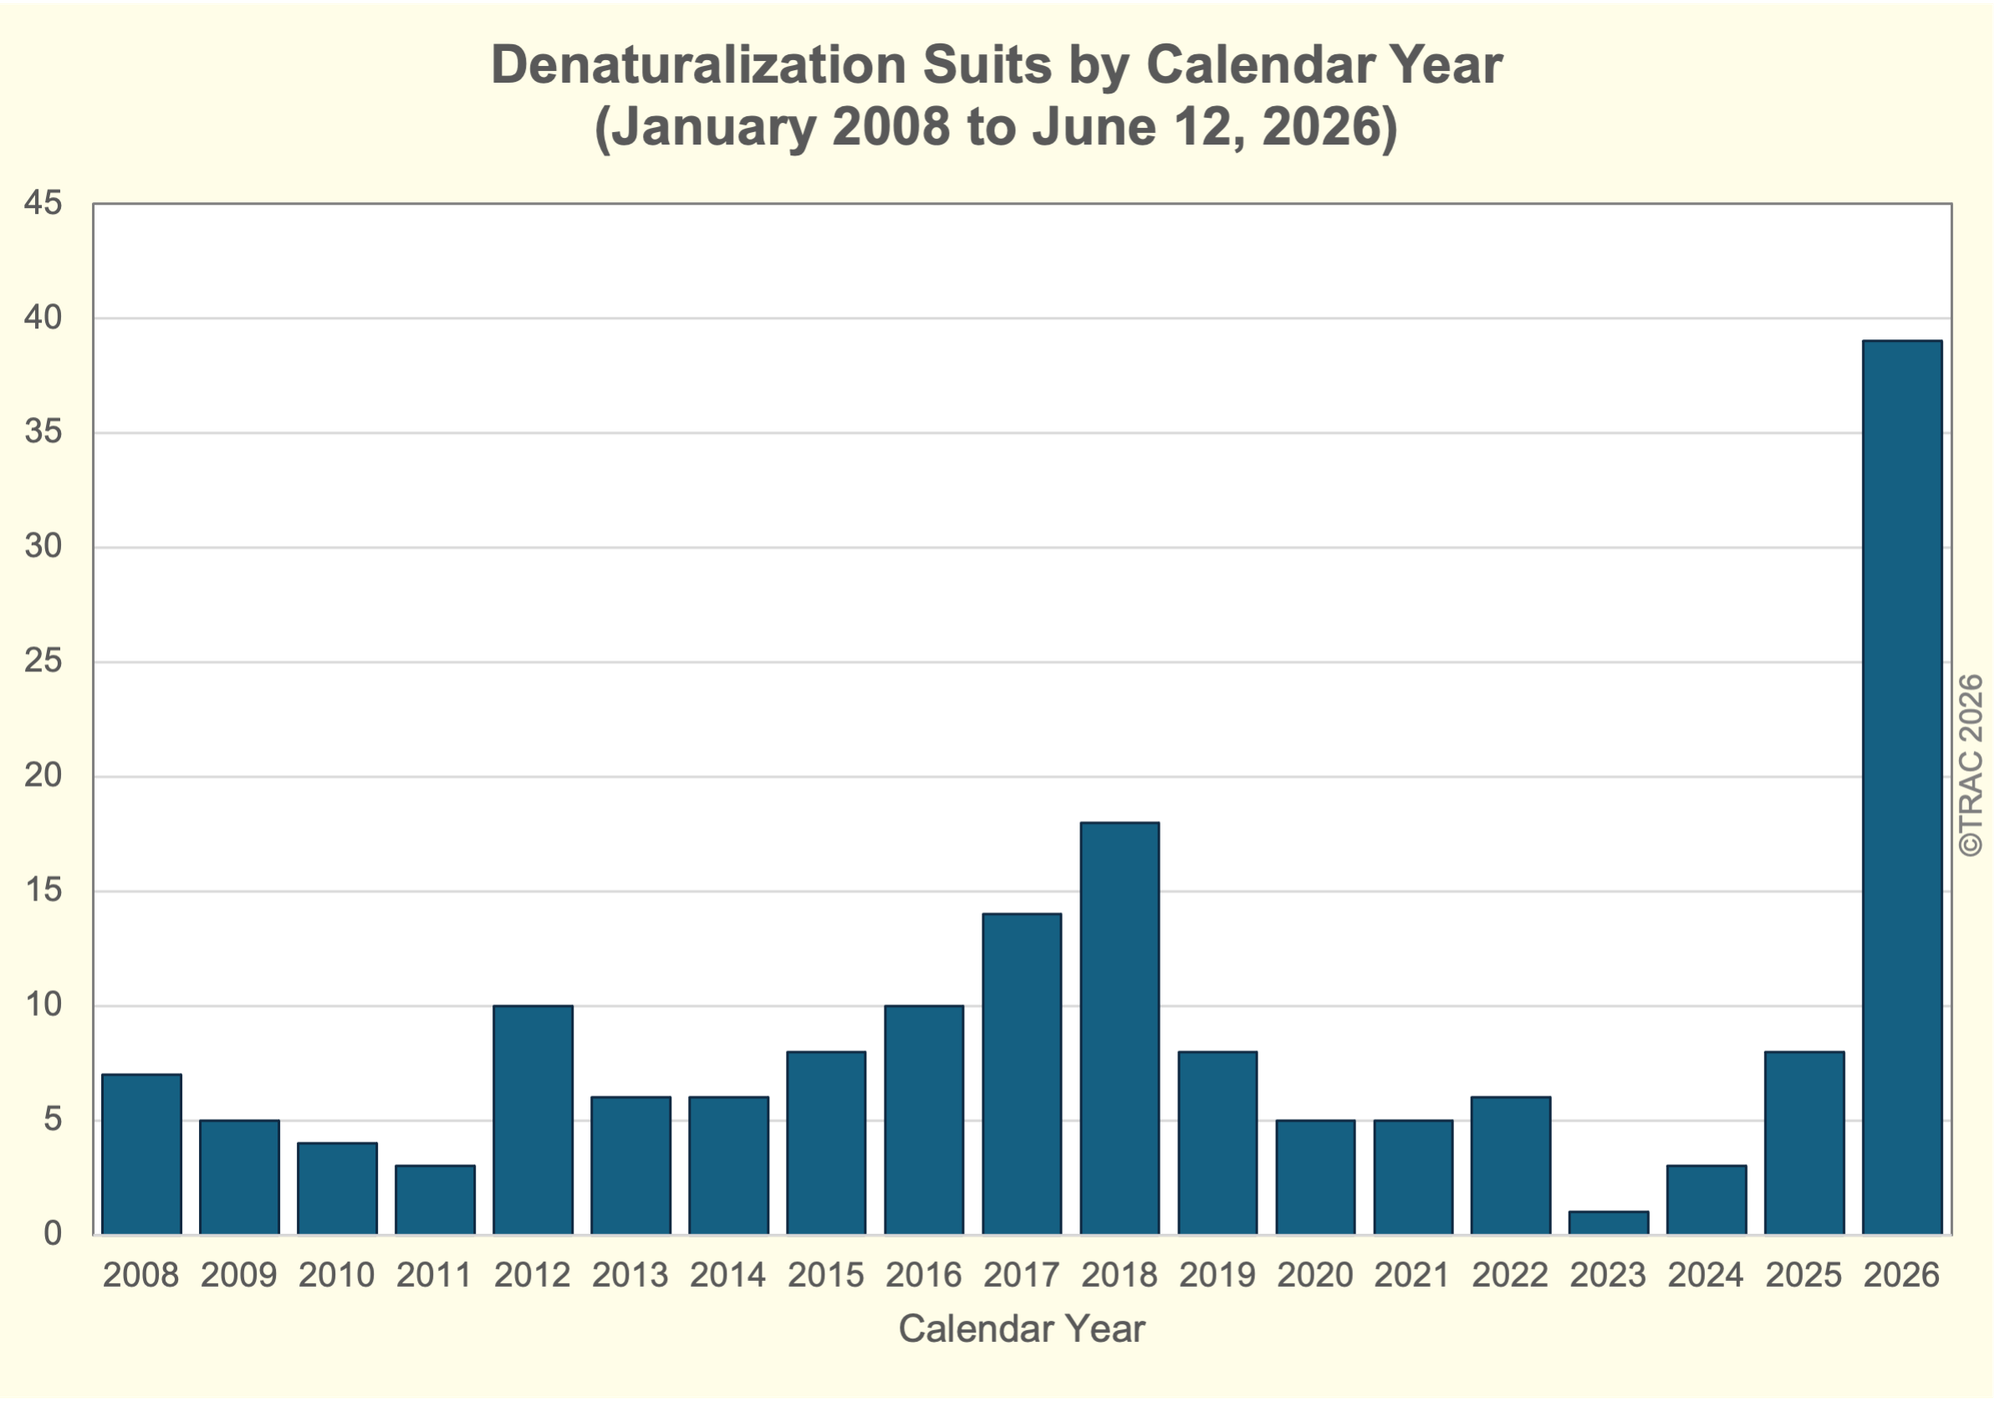 Denaturalization Suits by Calendar Year
(January 2008 to June 12, 2026)
45
40
35
30
25
20
15
10
5
0
2008 2009 2010 2011 2012 2013 2014 2015 2016 2017 2018 2019 2020 2021 2022 2023 2024 2025 2026
Calendar Year
©TRAC 2026